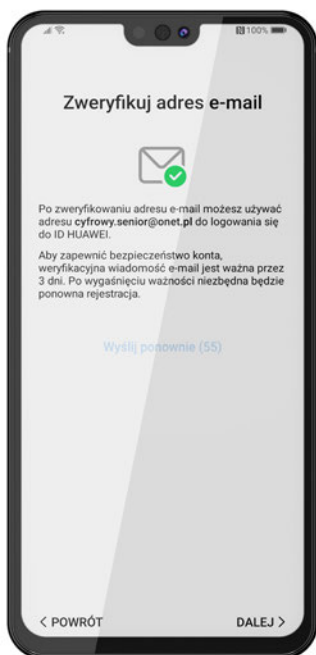 100%
Zweryfikuj adres e-mail
Po zweryfikowaniu adresu e-mail możesz używać
adresu cyfrowy.senior@onet.pl do logowania się
do ID HUAWEI.
Aby zapewnić bezpieczeństwo konta,
weryfikacyjna wiadomość e-mail jest ważna przez
3 dni. Po wygaśnięciu ważności niezbędna będzie
ponowna rejestracja.
Wyślij ponownie (55)
< POWRÓT
DALEJ >